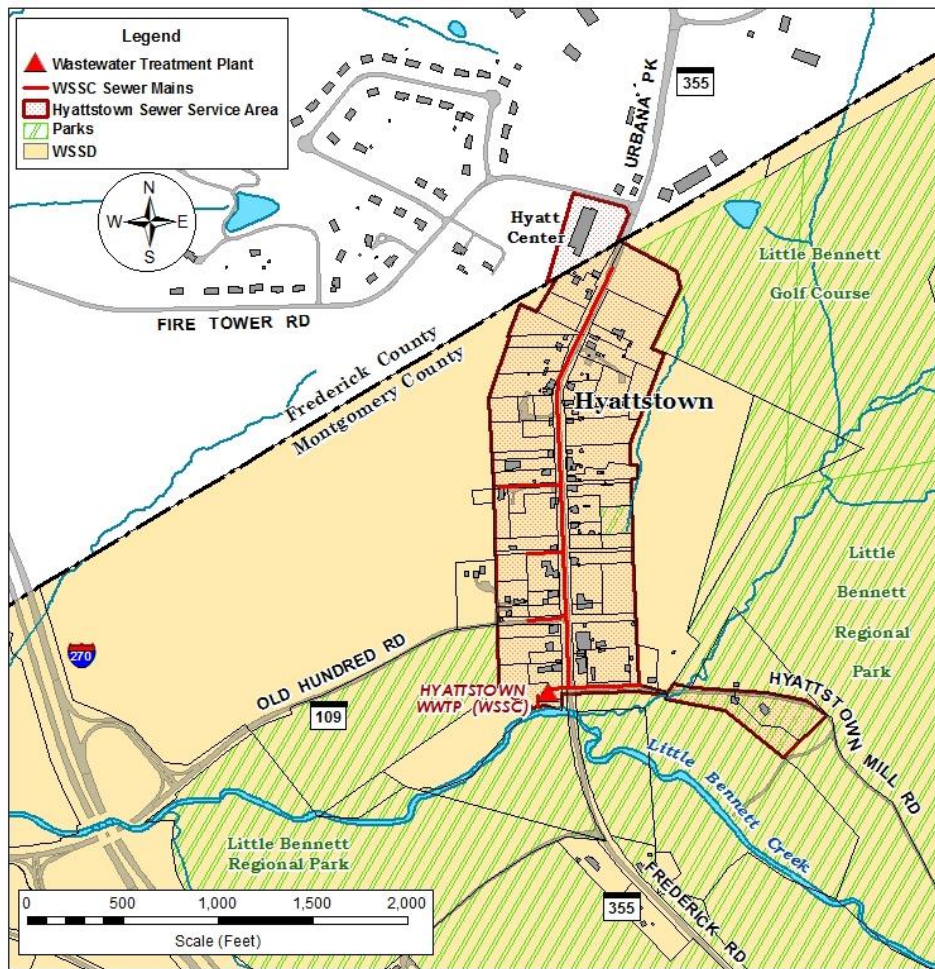 Legend
Wastewater Treatment Plant
WSSC Sewer Mains
Hyattstown Sewer Service Area
Parks
WSSD
N
W E
S
URBANA PK
355
Hyatt
Center
FIRE TOWER RD
Little Bennett
Golf Course
Frederick County
Montgomery County
Hyattstown
Little
Bennett
Regional
Park
270
OLD HUNDRED RD
109
HYATTSTOWN
WWTP (WSSC)
HYATTSTOWN MILL RD
Little Bennett Creek
Little Bennett
Regional Park
FREDERICK RD
355
0 500 1,000 1,500 2,000
Scale (Feet)